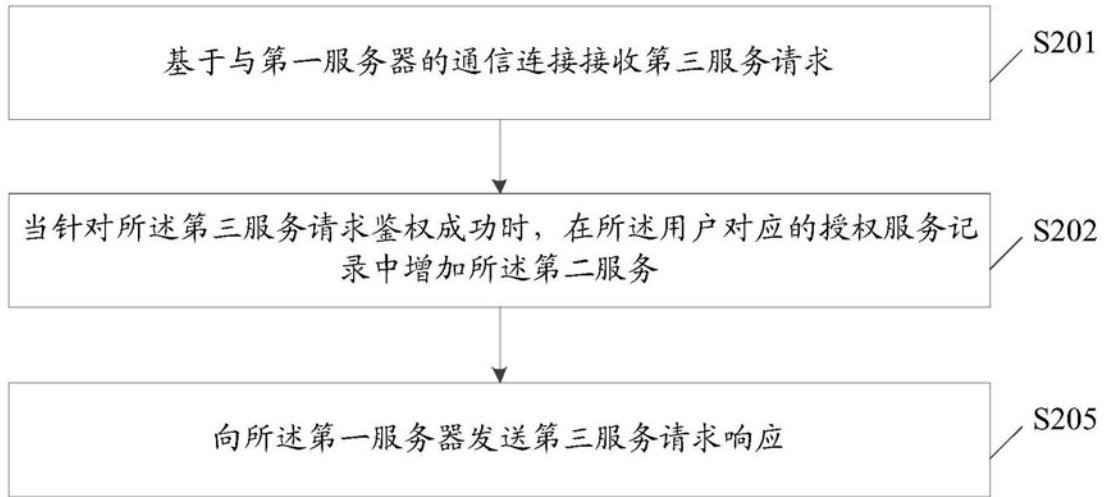 基于与第一服务器的通信连接接收第三服务请求
S201
当针对所述第三服务请求鉴权成功时，在所述用户对应的授权服务记
录中增加所述第二服务
S202
向所述第一服务器发送第三服务请求响应
S205